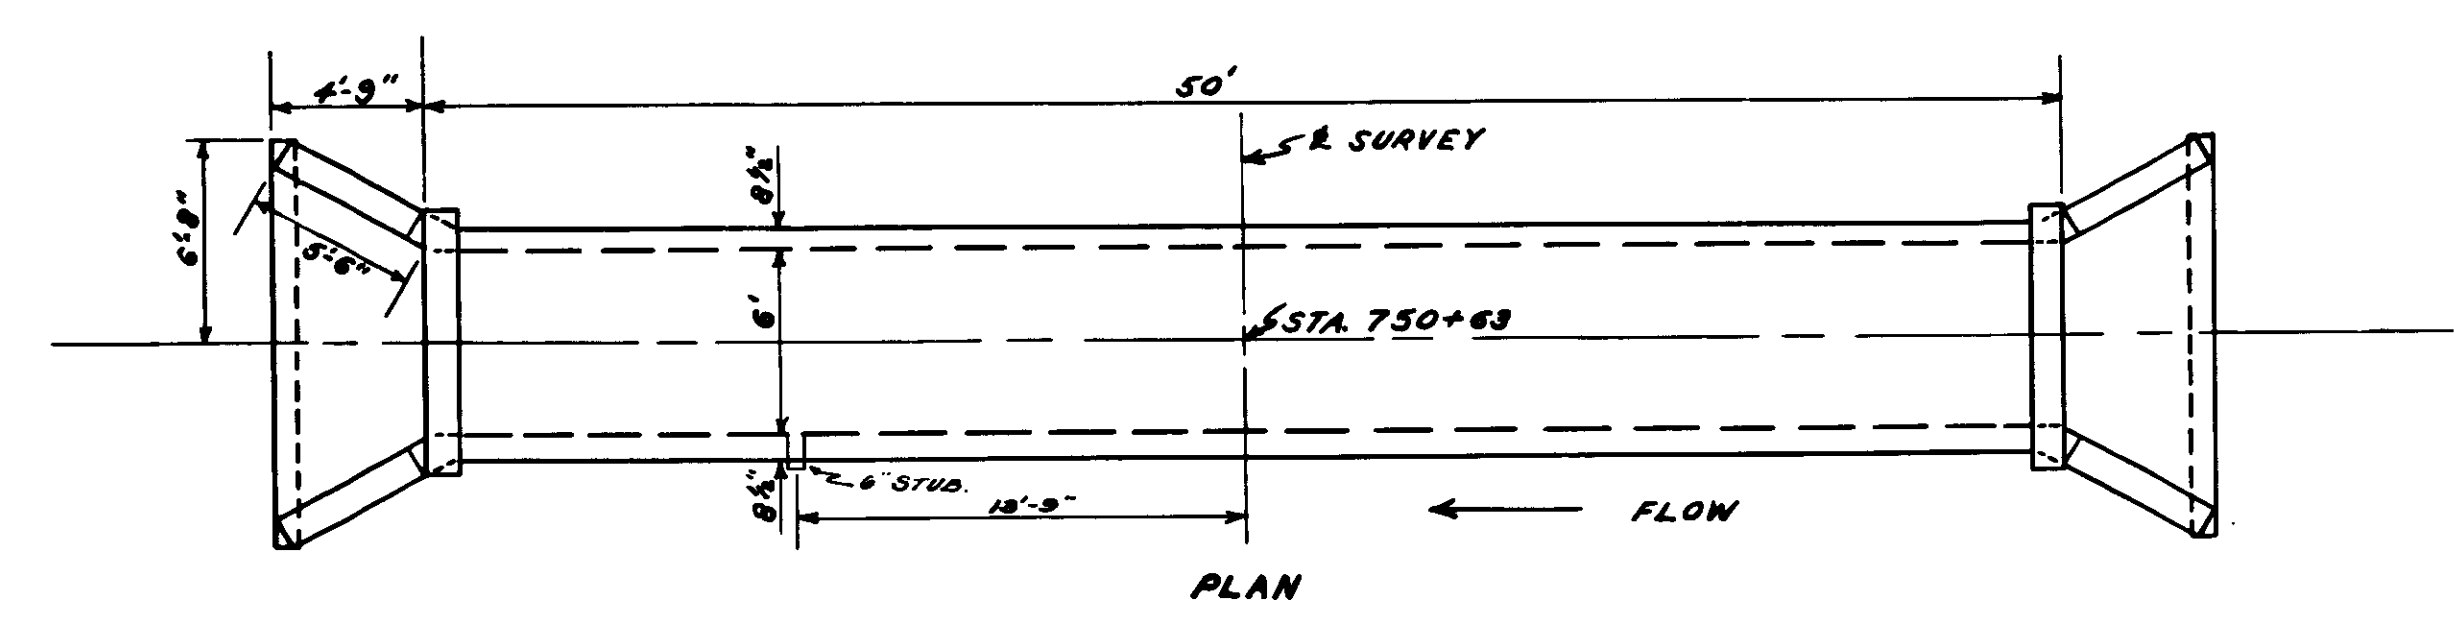 4'-9"
50'
℄ SURVEY
8½"
6'-8"
5'-6"
6'
STA. 750+63
8½"
6" STUB.
13'-9"
FLOW
PLAN